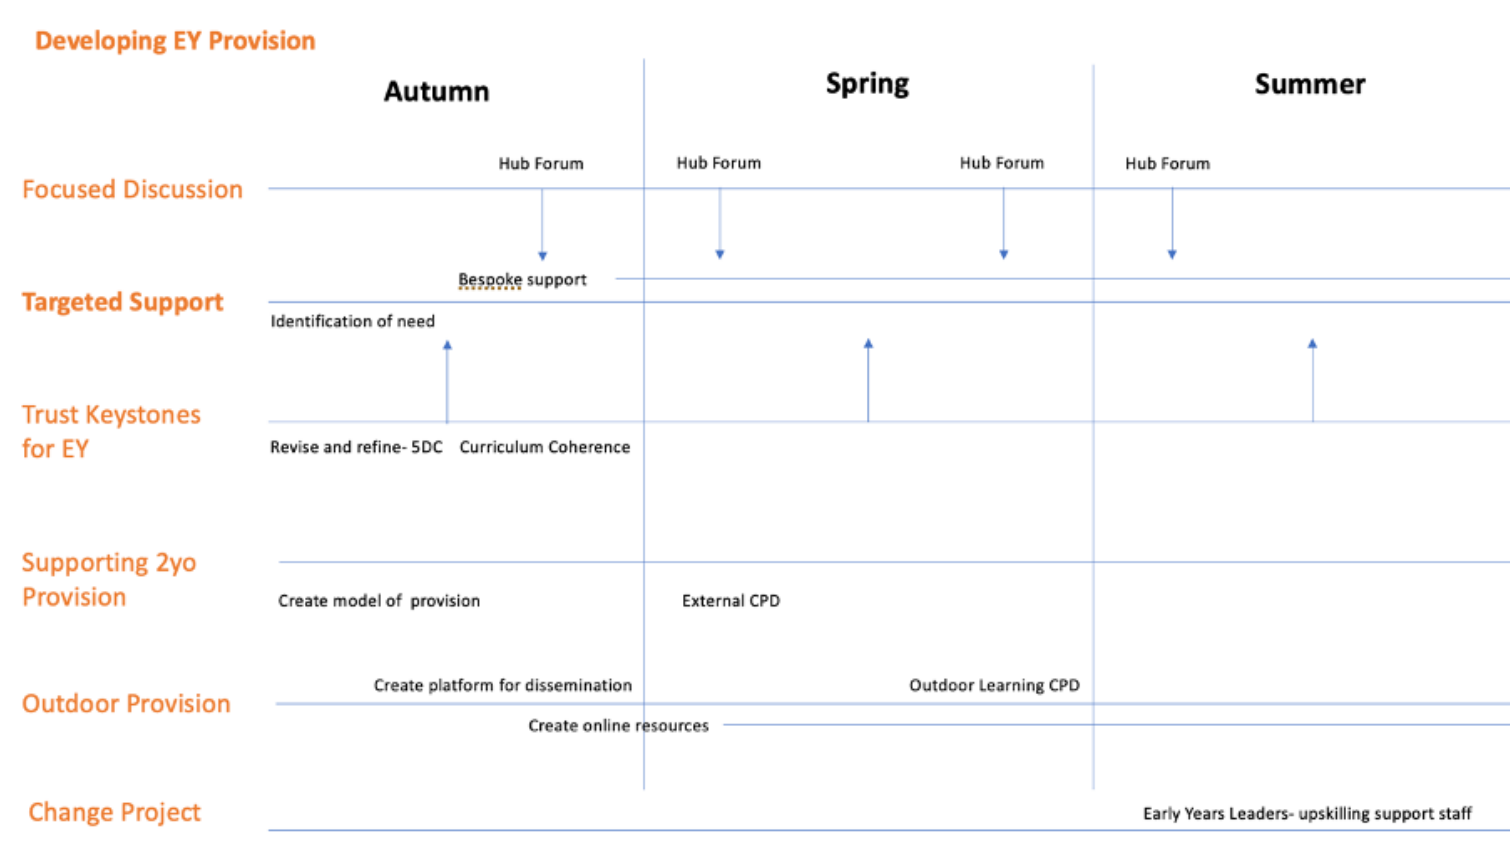 Developing EY Provision
Autumn
Spring
Summer
Hub Forum
Hub Forum
Hub Forum
Hub Forum
Focused Discussion
Bespoke support
Targeted Support
Identification of need
Trust Keystones
for EY
Revise and refine- 5DC
Curriculum Coherence
Supporting 2yo
Provision
Create model of provision
External CPD
Create platform for dissemination
Outdoor Learning CPD
Outdoor Provision
Create online resources
Change Project
Early Years Leaders- upskilling support staff